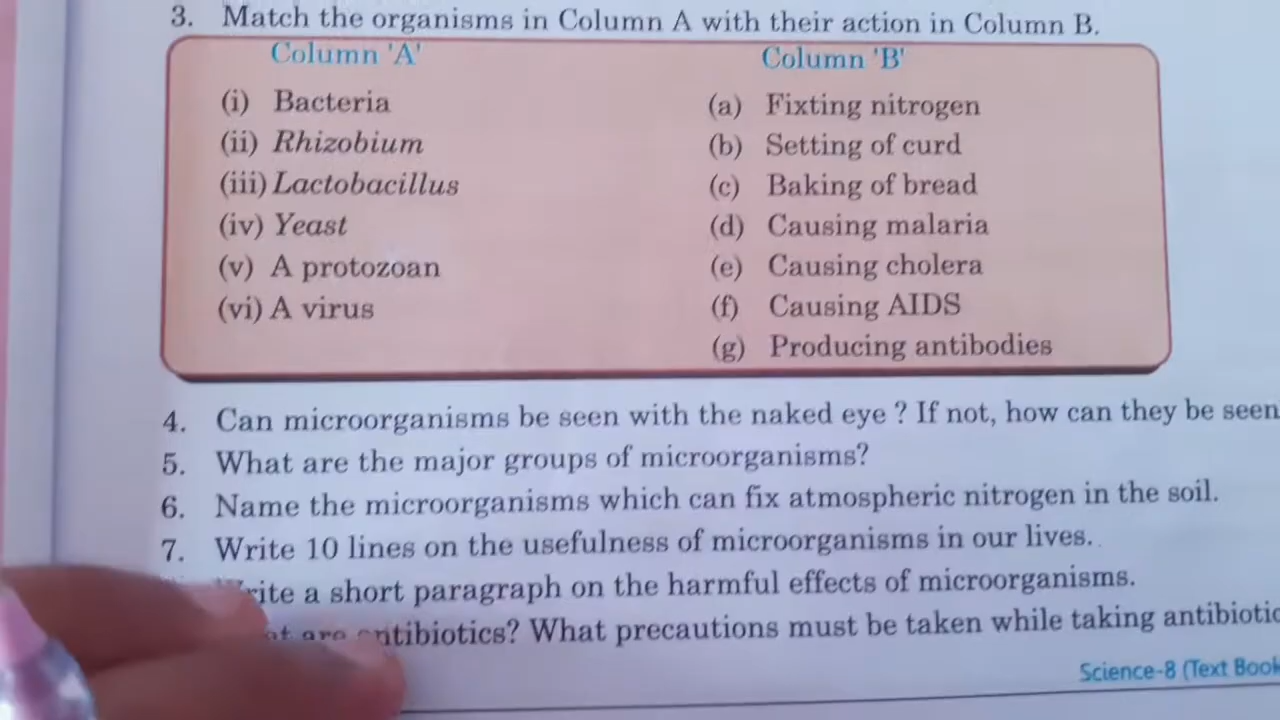 3. Match the organisms in Column A with their action in Column B.
Column 'A' Column 'B'
(i) Bacteria (a) Fixting nitrogen
(ii) Rhizobium (b) Setting of curd
(iii) Lactobacillus (c) Baking of bread
(iv) Yeast (d) Causing malaria
(v) A protozoan (e) Causing cholera
(vi) A virus (f) Causing AIDS
(g) Producing antibodies
4. Can microorganisms be seen with the naked eye ? If not, how can they be seen
5. What are the major groups of microorganisms?
6. Name the microorganisms which can fix atmospheric nitrogen in the soil.
7. Write 10 lines on the usefulness of microorganisms in our lives.
a short paragraph on the harmful effects of microorganisms.
are antibiotics? What precautions must be taken while taking
Science-8 (Text Book